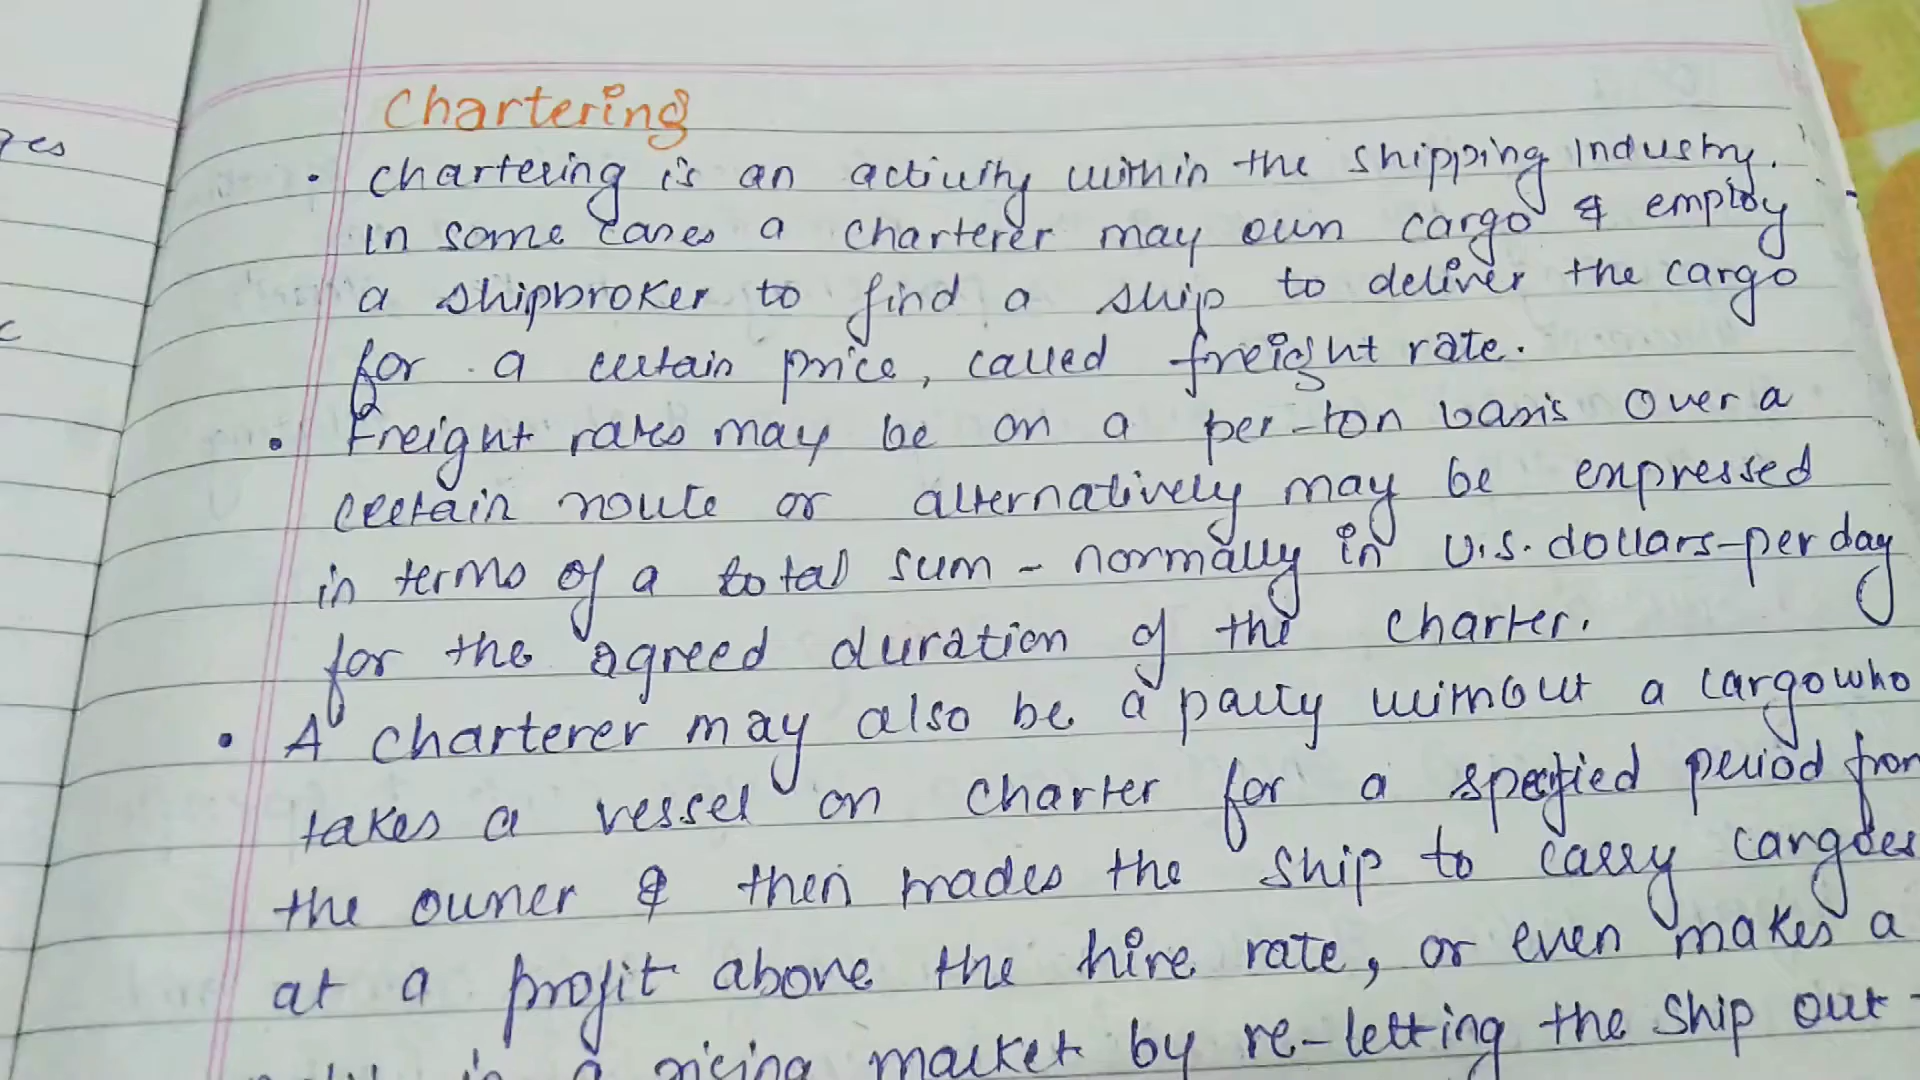 Chartering
• chartering is an activity within the shipping Industry.
In some cases a charterer may own cargo & employ
a shipbroker to find a ship to deliver the cargo
for a certain price, called freight rate.
• Freight rates may be on a per-ton basis over a
certain route or alternatively may be expressed
in terms of a total sum - normally in U.S. dollars-per day
for the agreed duration of the charter.
• A charterer may also be a party without a cargo who
takes a vessel on charter for a specified period from
the owner & then trades the ship to carry cargoes
at a profit above the hire rate, or even makes a
in a rising market by re-letting the ship out